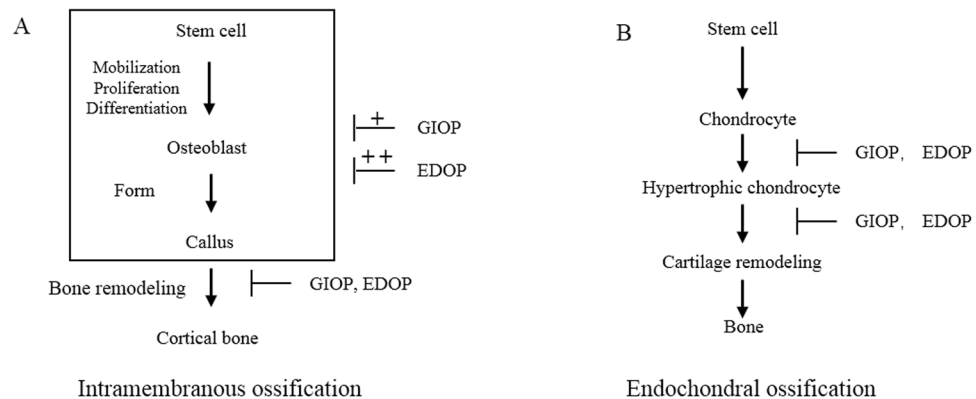 A
Stem cell
Mobilization
Proliferation
Differentiation
Osteoblast
Form
Callus
Bone remodeling
Cortical bone
+
GIOP
++
EDOP
GIOP, EDOP
Intramembranous ossification
B
Stem cell
Chondrocyte
GIOP, EDOP
Hypertrophic chondrocyte
GIOP, EDOP
Cartilage remodeling
Bone
Endochondral ossification